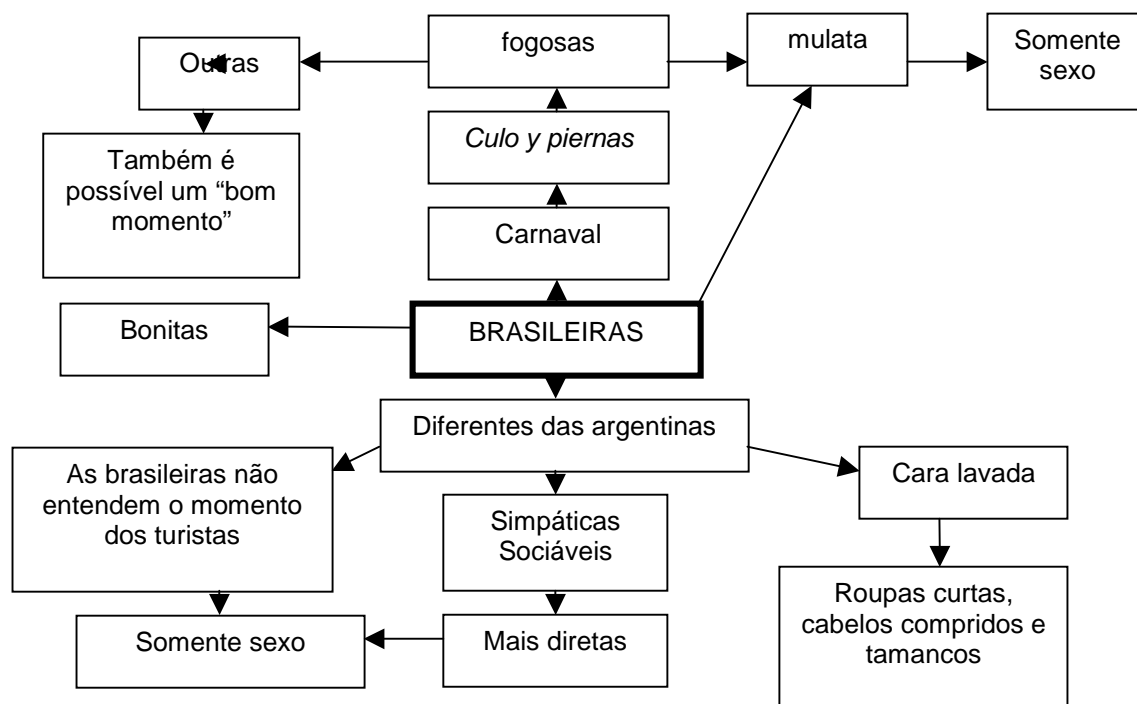 fogosas
mulata
Somente
sexo
Outras
Culo y piernas
Também é
possível um “bom
momento”
Carnaval
Bonitas
BRASILEIRAS
Diferentes das argentinas
As brasileiras não
entendem o momento
dos turistas
Cara lavada
Simpáticas
Sociáveis
Roupas curtas,
cabelos compridos e
tamancos
Somente sexo
Mais diretas